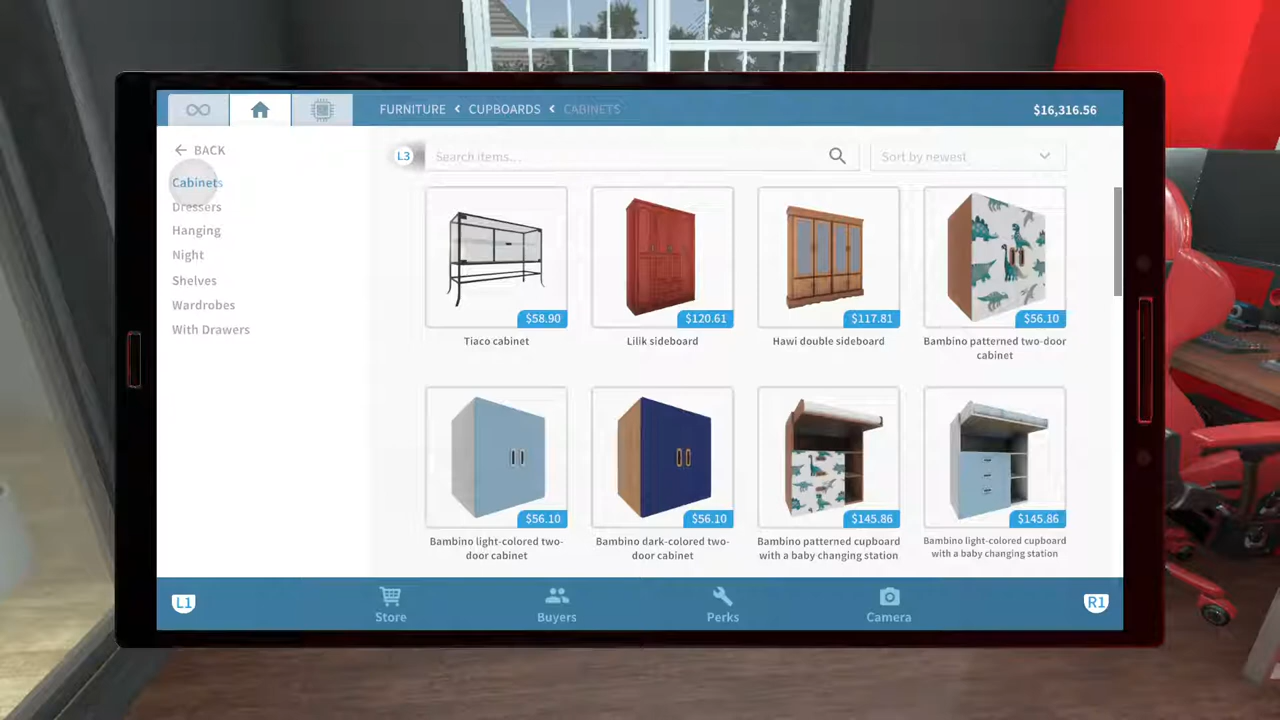 FURNITURE < CUPBOARDS < CABINETS
$16,316.56
BACK
L3
Search items...
Sort by newest
Cabinets
Dressers
Hanging
Night
Shelves
Wardrobes
With Drawers
$58.90
$120.61
$117.81
$56.10
Tiaco cabinet
Lilik sideboard
Hawi double sideboard
Bambino patterned two-door
cabinet
$56.10
$56.10
$145.86
$145.86
Bambino light-colored two-
door cabinet
Bambino dark-colored two-
door cabinet
Bambino patterned cupboard
with a baby changing station
Bambino light-colored cupboard
with a baby changing station
L1
Store
Buyers
Perks
Camera
R1